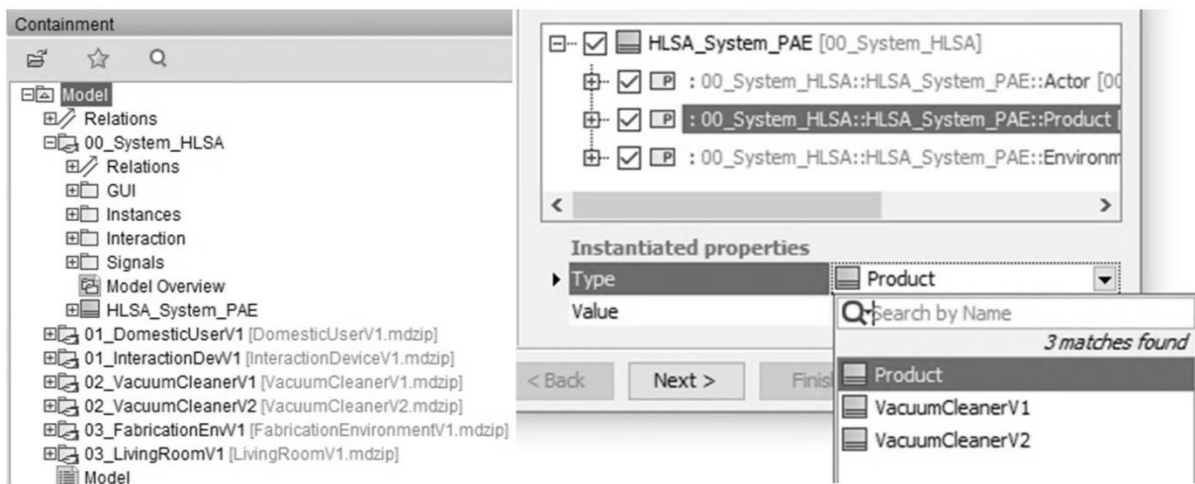 Containment
Model
Relations
00_System_HLSA
Relations
GUI
Instances
Interaction
Signals
Model Overview
HLSA_System_PAE
01_DomesticUserV1 [DomesticUserV1.mdzip]
01_InteractionDevV1 [InteractionDeviceV1.mdzip]
02_VacuumCleanerV1 [VacuumCleanerV1.mdzip]
02_VacuumCleanerV2 [VacuumCleanerV2.mdzip]
03_FabricationEnvV1 [FabricationEnvironmentV1.mdzip]
03_LivingRoomV1 [LivingRoomV1.mdzip]
Model
HLSA_System_PAE [00_System_HLSA]
P : 00_System_HLSA::HLSA_System_PAE::Actor [00
P : 00_System_HLSA::HLSA_System_PAE::Product [
P : 00_System_HLSA::HLSA_System_PAE::Environm
Instantiated properties
Type Product
Value
Search by Name
3 matches found
Product
VacuumCleanerV1
VacuumCleanerV2
< Back Next > Finis